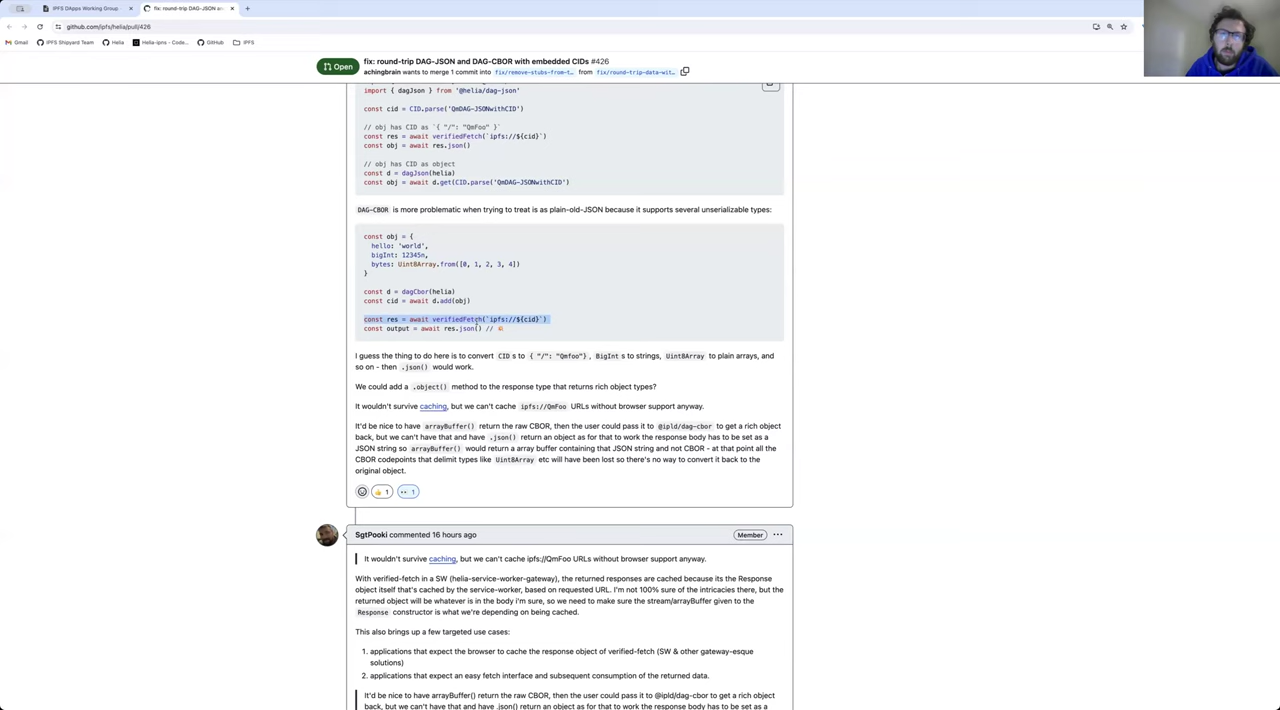 IPFS DApps Working Group
fix: round-trip DAG-JSON an
github.com/ipfs/helia/pull/426
Gmail
IPFS Shipyard Team
Helia
Helia-ipns - Code...
GitHub
IPFS
Open
fix: round-trip DAG-JSON and DAG-CBOR with embedded CIDs #426
achingbrain wants to merge 1 commit into fix/remove-stubs-from-t... from fix/round-trip-data-wit...
import { dagJson } from '@helia/dag-json'
const cid = CID.parse('QmDAG-JSONwithCID')
// obj has CID as `{ "/": "QmFoo" }`
const res = await verifiedFetch(`ipfs://${cid}`)
const obj = await res.json()
// obj has CID as object
const d = dagJson(helia)
const obj = await d.get(CID.parse('QmDAG-JSONwithCID')
DAG-CBOR is more problematic when trying to treat is as plain-old-JSON because it supports several unserializable types:
const obj = {
hello: 'world',
bigInt: 12345n,
bytes: Uint8Array.from([0, 1, 2, 3, 4])
}
const d = dagCbor(helia)
const cid = await d.add(obj)
const res = await verifiedFetch(`ipfs://${cid}`)
const output = await res.json() // 💥
I guess the thing to do here is to convert CID s to { "/": "Qmfoo"}, BigInt s to strings, Uint8Array to plain arrays, and
so on - then .json() would work.
We could add a .object() method to the response type that returns rich object types?
It wouldn't survive caching, but we can't cache ipfs://QmFoo URLs without browser support anyway.
It'd be nice to have arrayBuffer() return the raw CBOR, then the user could pass it to @ipld/dag-cbor to get a rich object
back, but we can't have that and have .json() return an object as for that to work the response body has to be set as a
JSON string so arrayBuffer() would return a array buffer containing that JSON string and not CBOR - at that point all the
CBOR codepoints that delimit types like Uint8Array etc will have been lost so there's no way to convert it back to the
original object.
👍 1 👀 1
SgtPooki commented 16 hours ago
Member
It wouldn't survive caching, but we can't cache ipfs://QmFoo URLs without browser support anyway.
With verified-fetch in a SW (helia-service-worker-gateway), the returned responses are cached because its the Response
object itself that's cached by the service-worker, based on requested URL. I'm not 100% sure of the intricacies there, but the
returned object will be whatever is in the body i'm sure, so we need to make sure the stream/arrayBuffer given to the
Response constructor is what we're depending on being cached.
This also brings up a few targeted use cases:
1. applications that expect the browser to cache the response object of verified-fetch (SW & other gateway-esque
solutions)
2. applications that expect an easy fetch interface and subsequent consumption of the returned data.
It'd be nice to have arrayBuffer() return the raw CBOR, then the user could pass it to @ipld/dag-cbor to get a rich object
back, but we can't have that and have .json() return an object as for that to work the response body has to be set as a